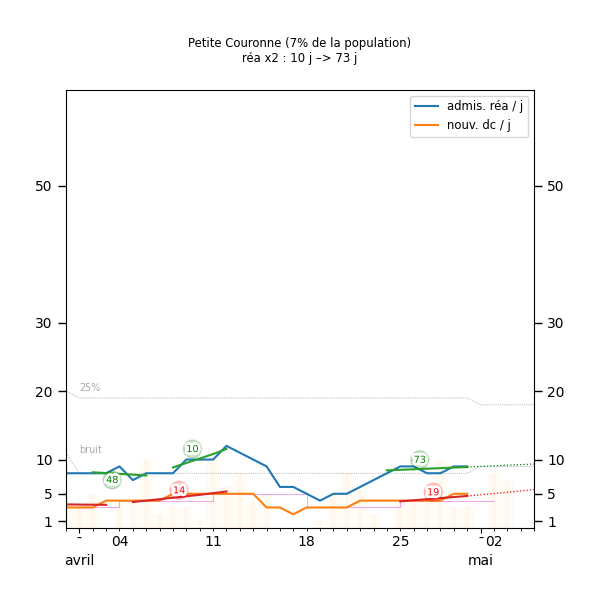 Petite Couronne (7% de la population)
réa x2 : 10 j –> 73 j
admis. réa / j
nouv. dc / j
50 50
30 30
25%
20 20
bruit
10 73
10 10
48
14 19
5 5
1 1
04 11 18 25 02
avril mai